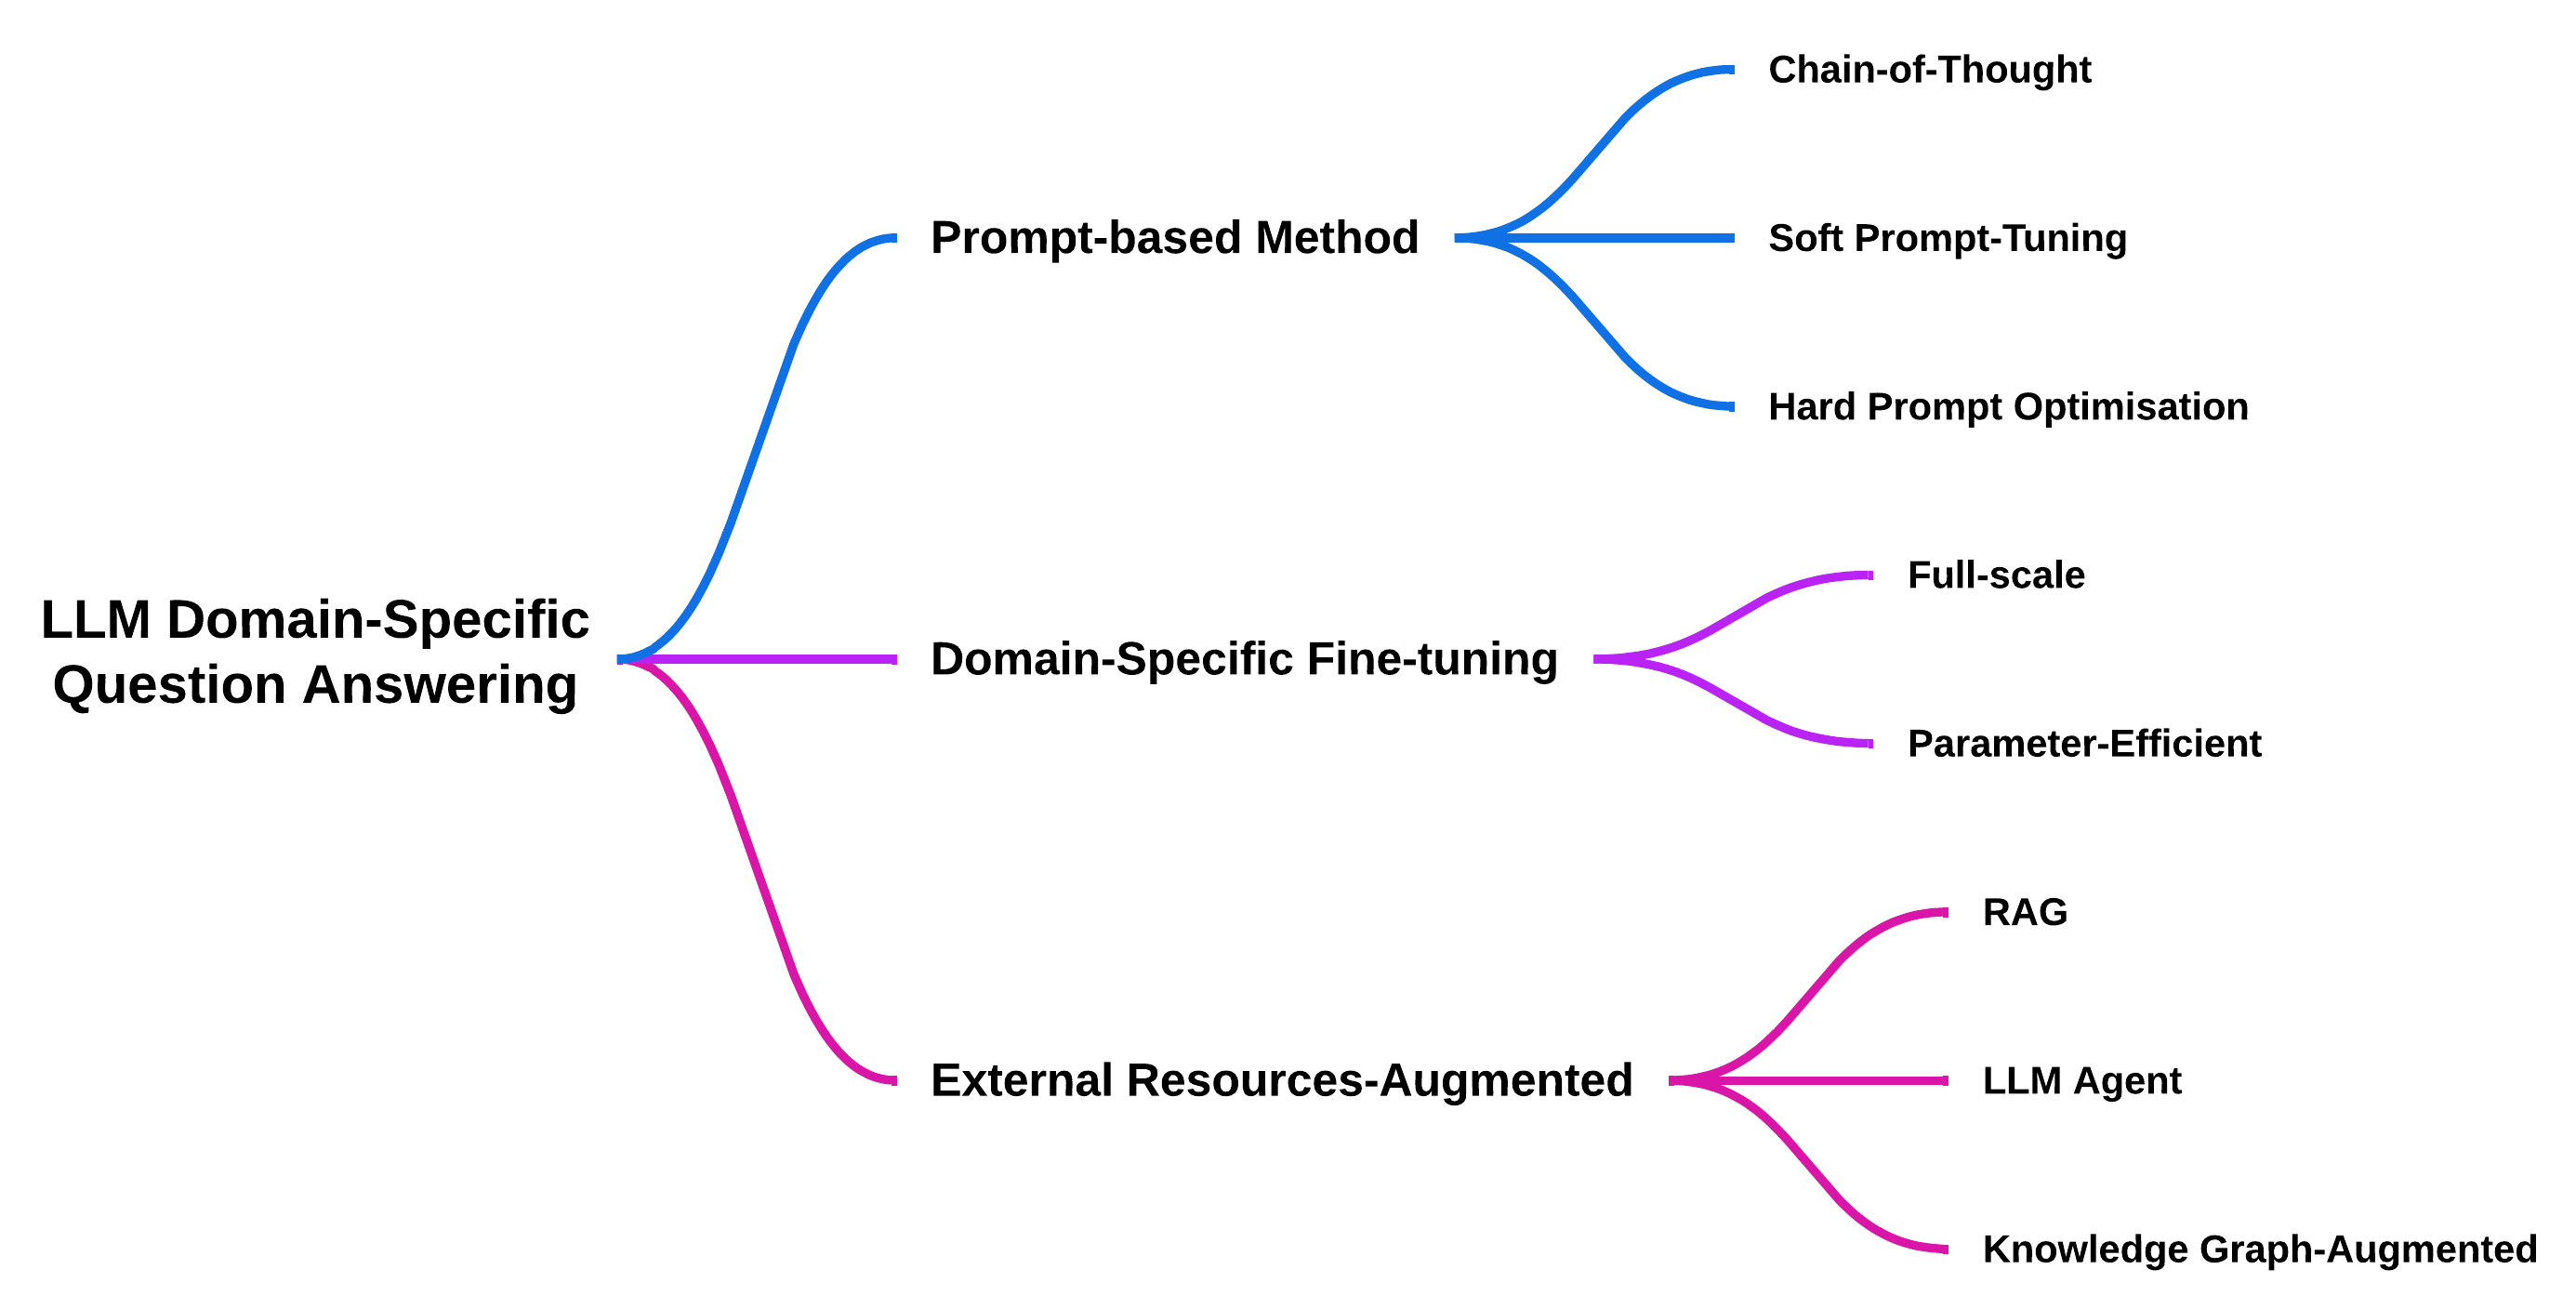 LLM Domain-Specific
Question Answering
Prompt-based Method
Chain-of-Thought
Soft Prompt-Tuning
Hard Prompt Optimisation
Domain-Specific Fine-tuning
Full-scale
Parameter-Efficient
External Resources-Augmented
RAG
LLM Agent
Knowledge Graph-Augmented